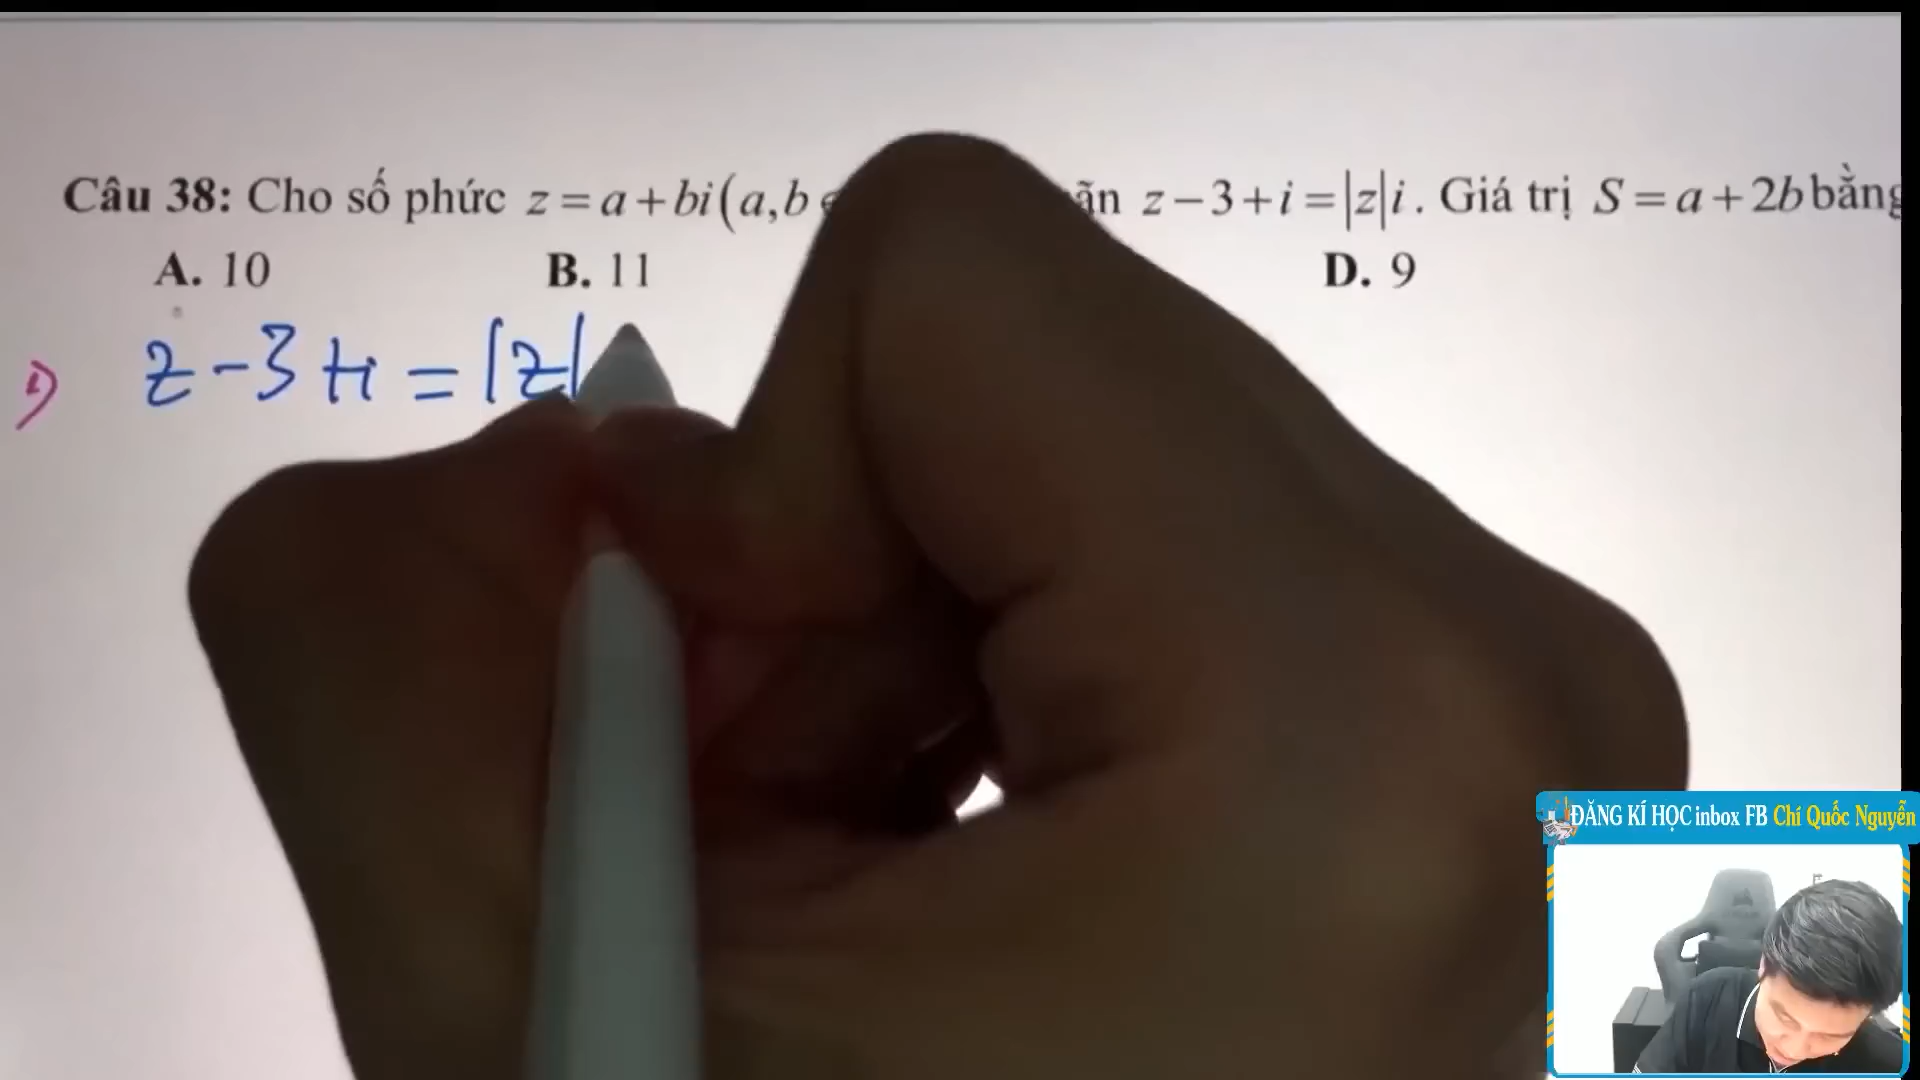 Câu 38: Cho số phức z = a + bi (a, b z − 3 + i = |z| i . Giá trị S = a + 2b bằng
A. 10 B. 11 D. 9
1) z − 3 + i = |z|
ĐĂNG KÍ HỌC inbox FB Chí Quốc Nguyễn